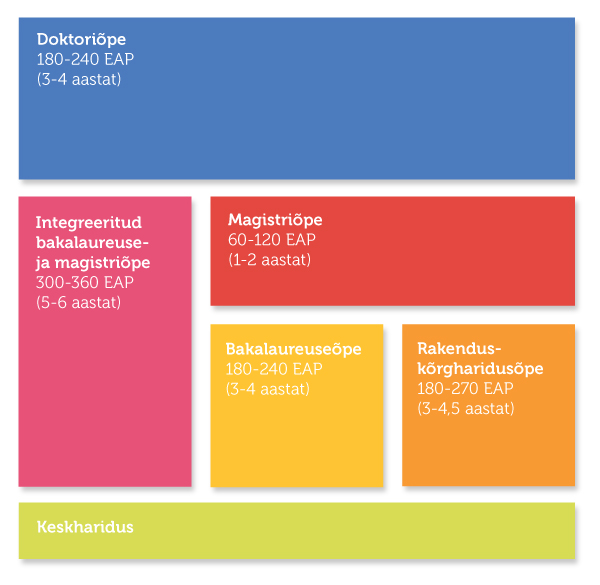 Doktoriõpe
180-240 EAP
(3-4 aastat)
Integreeritud
bakalaureuse-
ja magistriõpe
300-360 EAP
(5-6 aastat)
Magistriõpe
60-120 EAP
(1-2 aastat)
Bakalaureuseõpe
180-240 EAP
(3-4 aastat)
Rakendus-
kõrgharidusõpe
180-270 EAP
(3-4,5 aastat)
Keskharidus